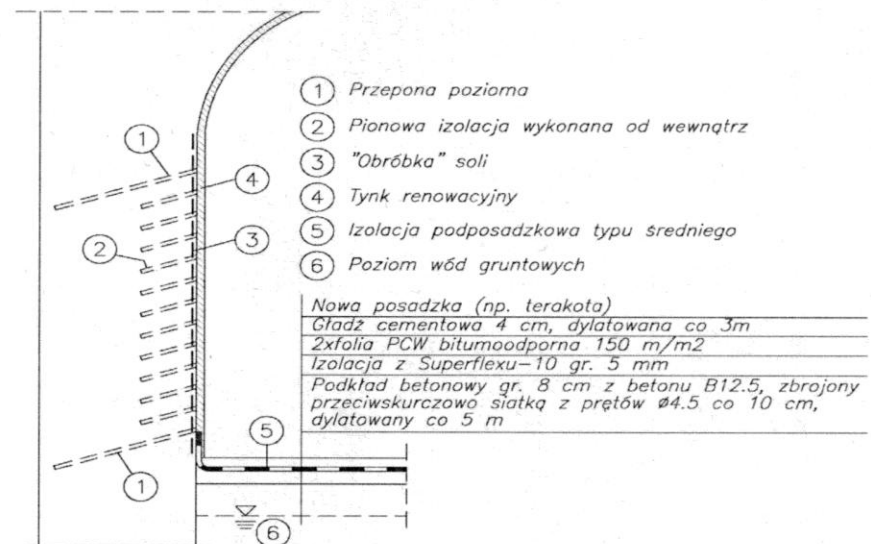 1 Przepona pozioma
2 Pionowa izolacja wykonana od wewnątrz
3 "Obróbka" soli
4 Tynk renowacyjny
5 Izolacja podposadzkowa typu średniego
6 Poziom wód gruntowych
Nowa posadzka (np. terakota)
Gładź cementowa 4 cm, dylatowana co 3m
2xfolia PCW bitumoodporna 150 m/m2
Izolacja z Superflexu-10 gr. 5 mm
Podkład betonowy gr. 8 cm z betonu B12.5, zbrojony
przeciwskurczowo siatką z prętów ø4.5 co 10 cm,
dylatowany co 5 m
1
4
2
3
5
1
6